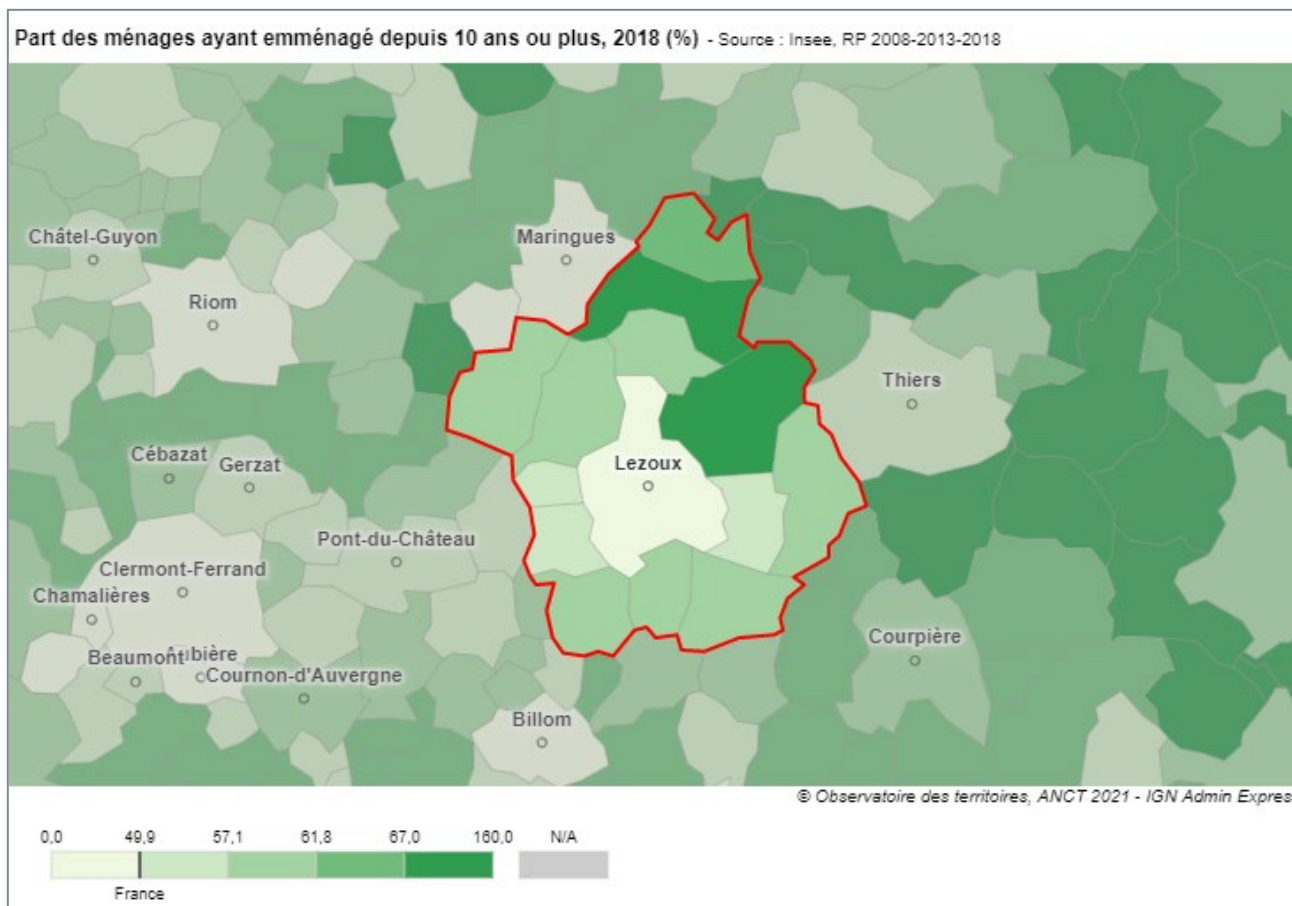 Part des ménages ayant emménagé depuis 10 ans ou plus, 2018 (%) - Source : Insee, RP 2008-2013-2018
Maringues
Châtel-Guyon
Riom
Thiers
Cébazat
Gerzat
Lezoux
Pont-du-Château
Clermont-Ferrand
Chamalières
Courpière
Beaumont
Cournon-d'Auvergne
Billom
© Observatoire des territoires, ANCT 2021 - IGN Admin Expres
0,0 49,9 57,1 61,8 67,0 160,0 N/A
France